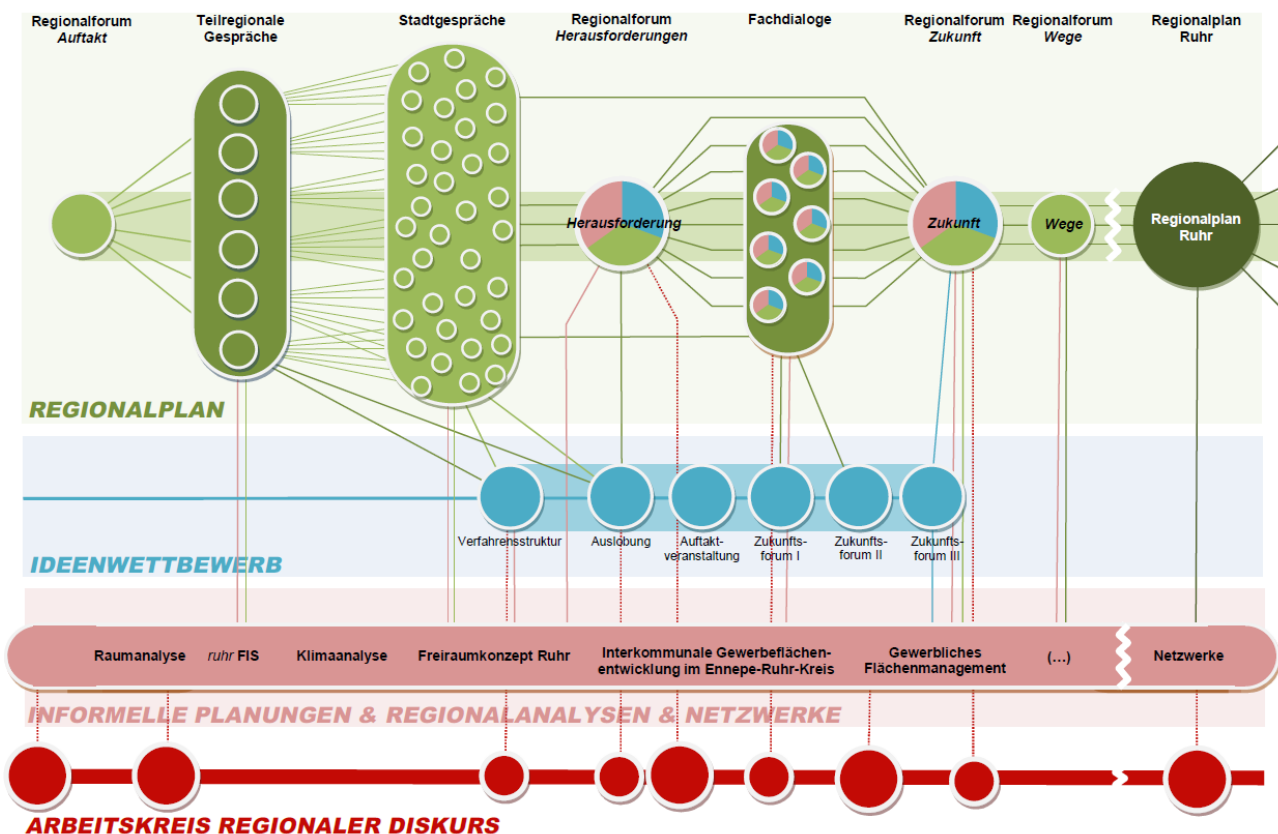 Regionalforum
Auftakt
Teilregionale
Gespräche
Stadtgespräche
Regionalforum
Herausforderungen
Fachdialoge
Regionalforum
Zukunft
Regionalforum
Wege
Regionalplan
Ruhr
Herausforderung
Zukunft
Wege
Regionalplan
Ruhr
REGIONALPLAN
Verfahrensstruktur
Auslobung
Auftakt-
veranstaltung
Zukunfts-
forum I
Zukunfts-
forum II
Zukunfts-
forum III
IDEENWETTBEWERB
Raumanalyse
ruhr FIS
Klimaanalyse
Freiraumkonzept Ruhr
Interkommunale Gewerbeflächen-
entwicklung im Ennepe-Ruhr-Kreis
Gewerbliches
Flächenmanagement
(...)
Netzwerke
INFORMELLE PLANUNGEN & REGIONALANALYSEN & NETZWERKE
ARBEITSKREIS REGIONALER DISKURS